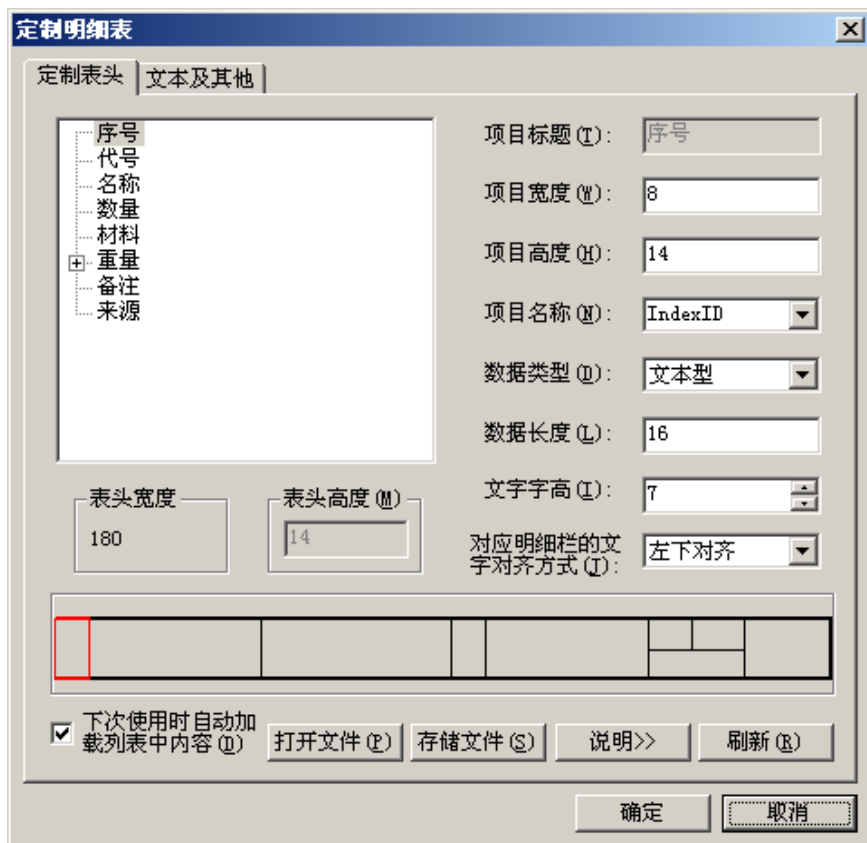 定制明细表
定制表头 文本及其他
序号
代号
名称
数量
材料
重量
备注
来源
项目标题(T): 序号
项目宽度(W): 8
项目高度(H): 14
项目名称(N): IndexID
数据类型(D): 文本型
数据长度(L): 16
文字字高(I): 7
对应明细栏的文
字对齐方式(J): 左下对齐
表头宽度
180
表头高度(M)
14
下次使用时自动加
载列表中内容(D)
打开文件(P) 存储文件(S) 说明>> 刷新(R)
确定 取消